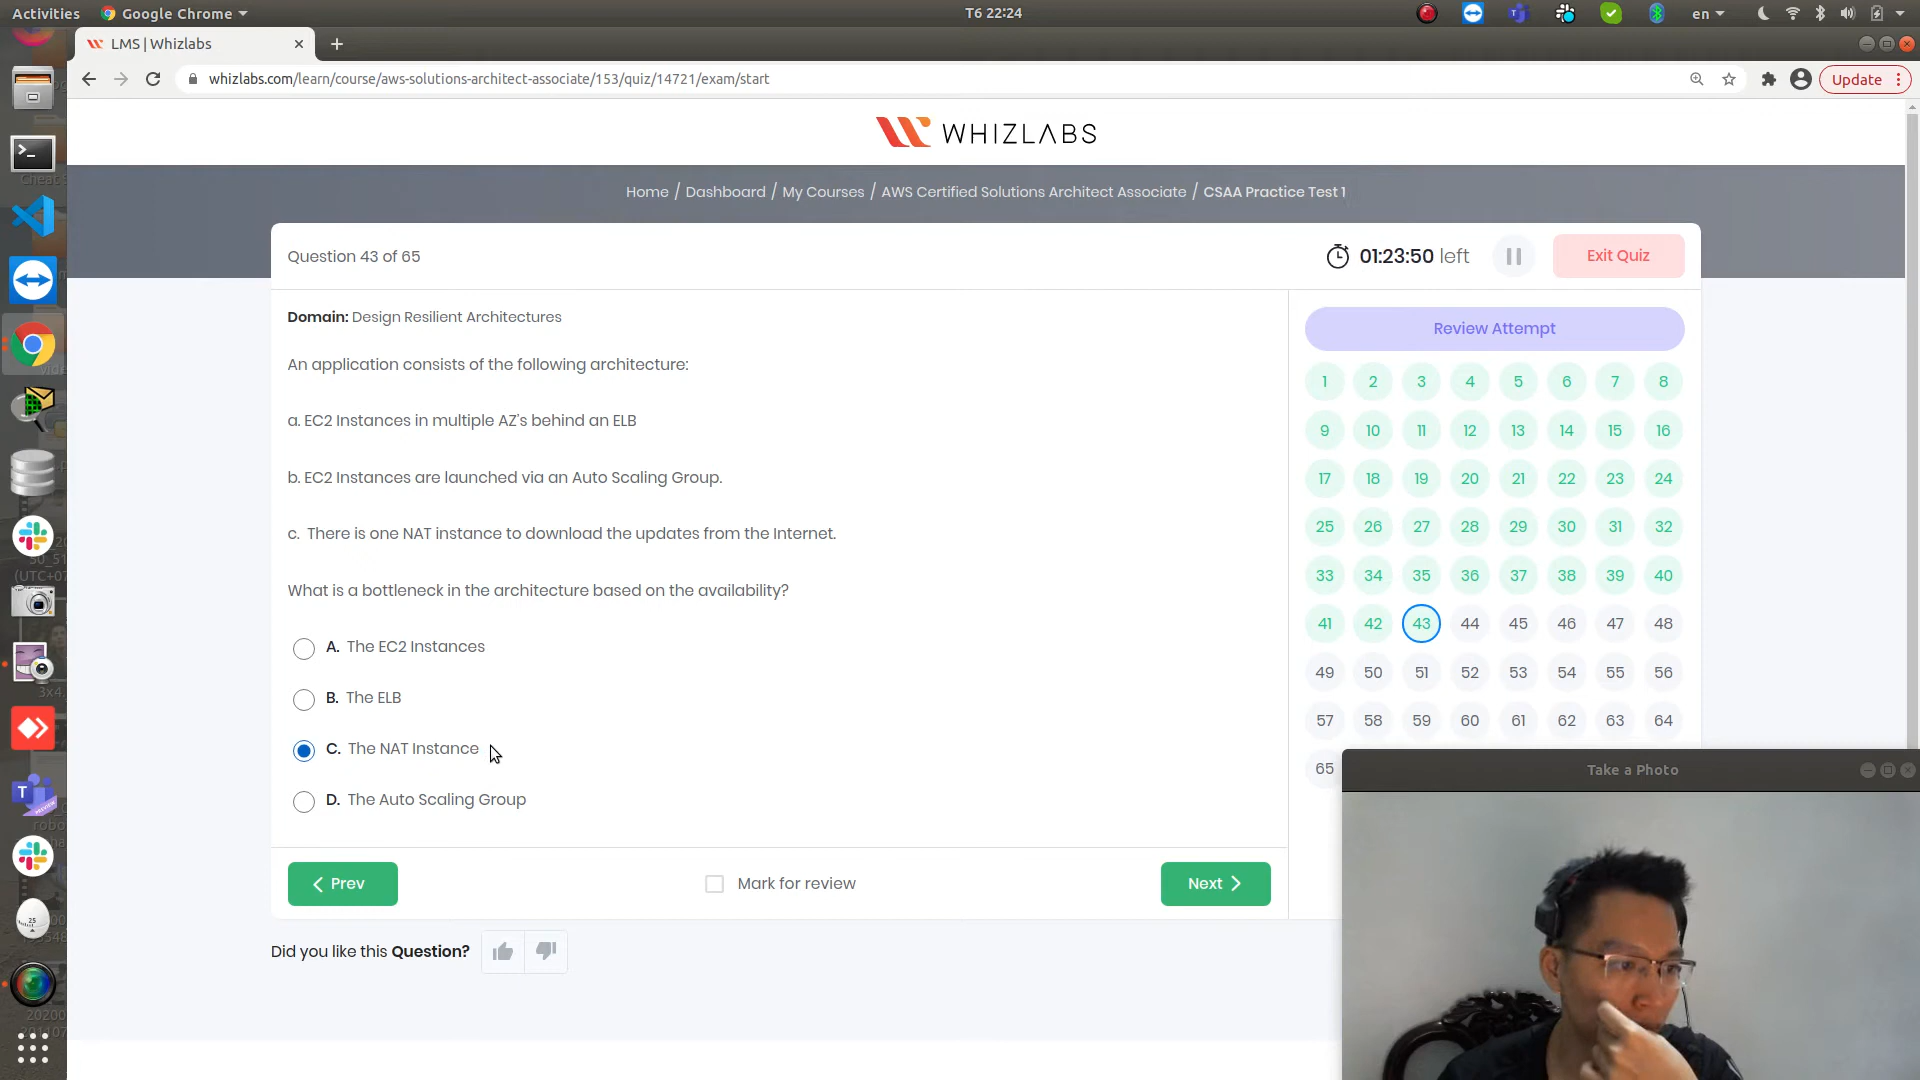 Activities
Google Chrome
T6 22:24
en
LMS | Whizlabs
whizlabs.com/learn/course/aws-solutions-architect-associate/153/quiz/14721/exam/start
Update
WHIZLABS
Home / Dashboard / My Courses / AWS Certified Solutions Architect Associate / CSAA Practice Test 1
Question 43 of 65
01:23:50 left
Exit Quiz
Domain: Design Resilient Architectures
An application consists of the following architecture:
a. EC2 Instances in multiple AZ's behind an ELB
b. EC2 Instances are launched via an Auto Scaling Group.
c. There is one NAT instance to download the updates from the Internet.
What is a bottleneck in the architecture based on the availability?
A. The EC2 Instances
B. The ELB
C. The NAT Instance
D. The Auto Scaling Group
Prev
Mark for review
Next
Did you like this Question?
Review Attempt
1 2 3 4 5 6 7 8
9 10 11 12 13 14 15 16
17 18 19 20 21 22 23 24
25 26 27 28 29 30 31 32
33 34 35 36 37 38 39 40
41 42 43 44 45 46 47 48
49 50 51 52 53 54 55 56
57 58 59 60 61 62 63 64
65
Take a Photo